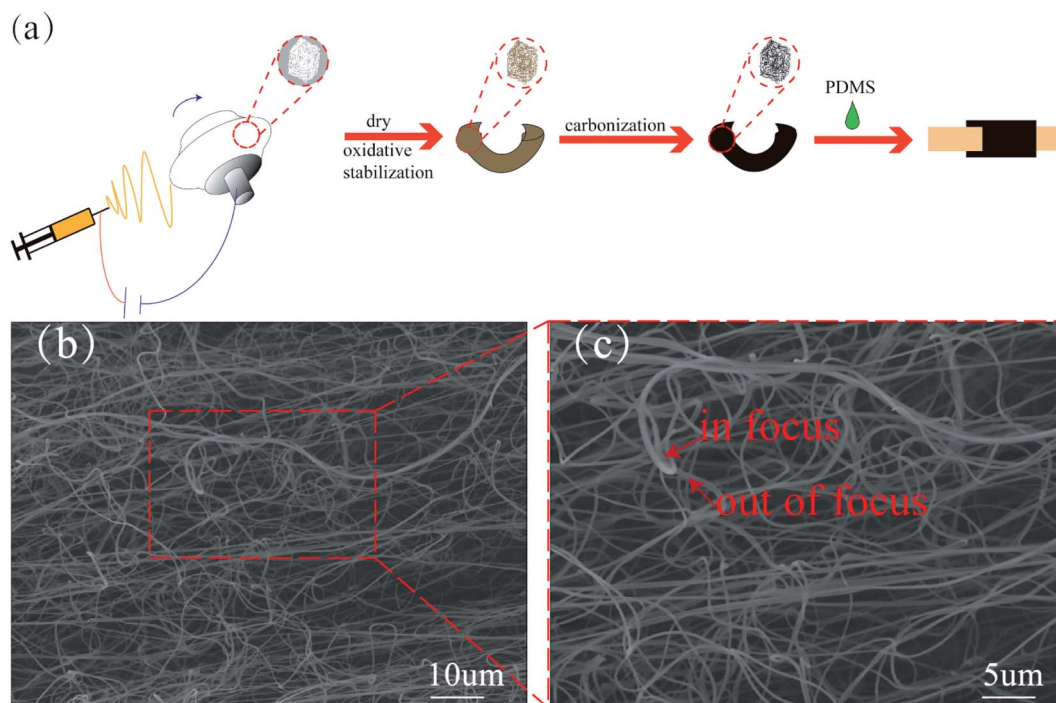 (a)
dry
oxidative
stabilization
carbonization
PDMS
(b)
10um
(c)
in focus
out of focus
5um